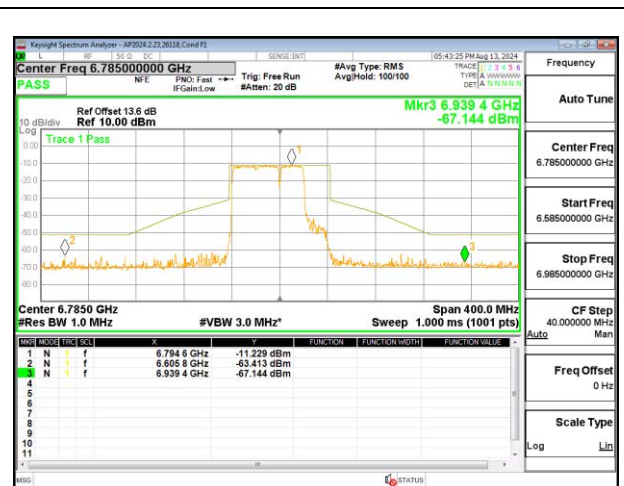 Keysight Spectrum Analyzer - AP2024.2.23,26118,Cond F1
L RF 50 Ω DC SENSE:INT 05:43:25 PM Aug 13, 2024
Center Freq 6.785000000 GHz #Avg Type: RMS TRACE 1 2 3 4 5 6
PASS NFE PNO: Fast Trig: Free Run Avg|Hold: 100/100 TYPE A WWWWW
IFGain:Low #Atten: 20 dB DET A N N N N N
Frequency
Auto Tune
Ref Offset 13.6 dB Mkr3 6.939 4 GHz
10 dB/div Ref 10.00 dBm -67.144 dBm
Log
Trace 1 Pass
0.00
-10.0
-20.0
-30.0
-40.0
-50.0
-60.0
-70.0
-80.0
1
2
3
Center 6.7850 GHz Span 400.0 MHz
#Res BW 1.0 MHz #VBW 3.0 MHz* Sweep 1.000 ms (1001 pts)
MKR MODE TRC SCL X Y FUNCTION FUNCTION WIDTH FUNCTION VALUE
1 N 1 f 6.794 6 GHz -11.229 dBm
2 N 1 f 6.605 8 GHz -63.413 dBm
3 N 1 f 6.939 4 GHz -67.144 dBm
4
5
6
7
8
9
10
11
Center Freq
6.785000000 GHz
Start Freq
6.585000000 GHz
Stop Freq
6.985000000 GHz
CF Step
40.000000 MHz
Auto Man
Freq Offset
0 Hz
Scale Type
Log Lin
MSG STATUS